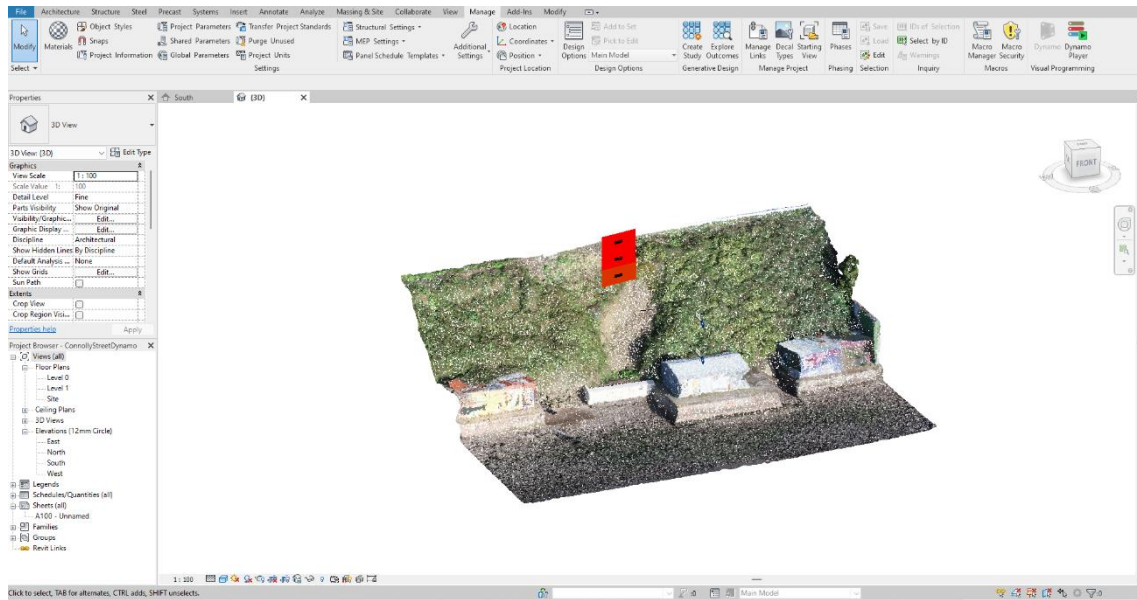 File Architecture Structure Steel Precast Systems Insert Annotate Analyze Massing & Site Collaborate View Manage Add-Ins Modify
Modify
Materials
Object Styles
Snaps
Project Information
Project Parameters
Shared Parameters
Global Parameters
Transfer Project Standards
Purge Unused
Project Units
Structural Settings
MEP Settings
Panel Schedule Templates
Additional Settings
Location
Coordinates
Position
Design Options
Add to Set
Pick to Edit
Main Model
Create Study
Explore Outcomes
Manage Links
Decal Types
Starting View
Phases
Save
Load
Edit
IDs of Selection
Select by ID
Warnings
Macro Manager
Macro Security
Dynamo
Dynamo Player
Select Settings Project Location Design Options Generative Design Manage Project Phasing Selection Inquiry Macros Visual Programming
Properties X
South
{3D} X
3D View
3D View: {3D} Edit Type
Graphics
View Scale 1 : 100
Scale Value 1: 100
Detail Level Fine
Parts Visibility Show Original
Visibility/Graphic... Edit...
Graphic Display ... Edit...
Discipline Architectural
Show Hidden Lines By Discipline
Default Analysis ... None
Show Grids Edit...
Sun Path
Extents
Crop View
Crop Region Visi...
Properties help Apply
Project Browser - ConnollyStreetDynamo X
Views (all)
Floor Plans
Level 0
Level 1
Site
Ceiling Plans
3D Views
Elevations (12mm Circle)
East
North
South
West
Legends
Schedules/Quantities (all)
Sheets (all)
A100 - Unnamed
Families
Groups
Revit Links
FRONT
1 : 100
Click to select, TAB for alternates, CTRL adds, SHIFT unselects.
:0
Main Model
:0